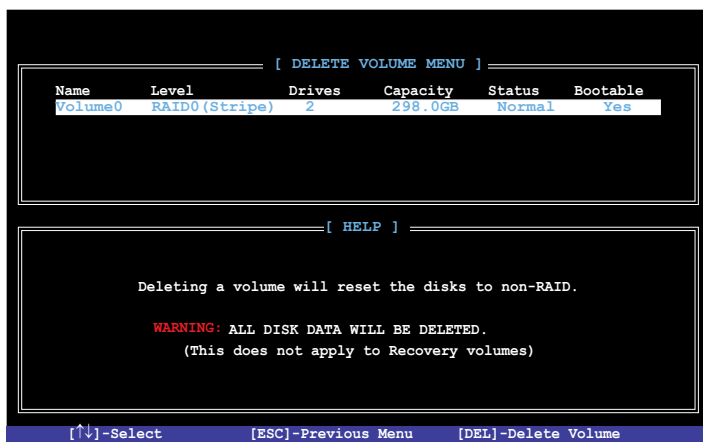 [ DELETE VOLUME MENU ]
Name Level Drives Capacity Status Bootable
Volume0 RAID0(Stripe) 2 298.0GB Normal Yes
[ HELP ]
Deleting a volume will reset the disks to non-RAID.
WARNING: ALL DISK DATA WILL BE DELETED.
(This does not apply to Recovery volumes)
[↑↓]-Select [ESC]-Previous Menu [DEL]-Delete Volume